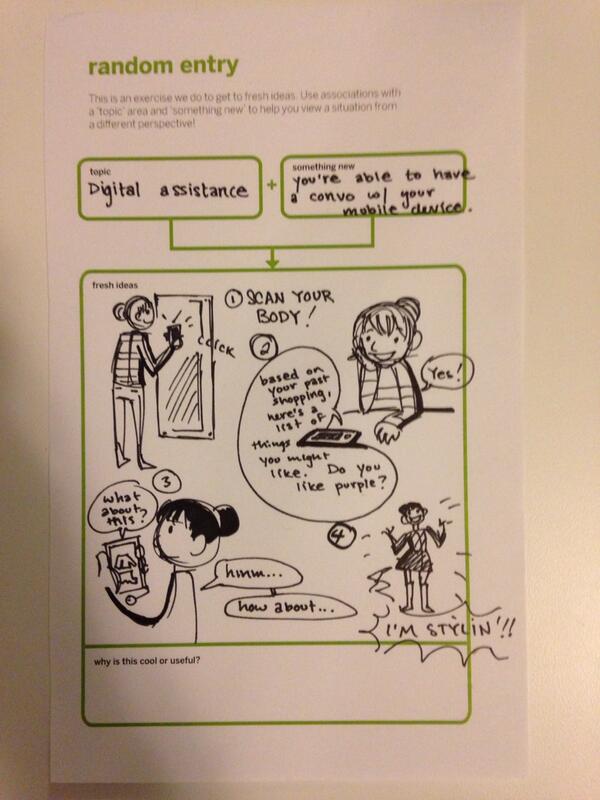 random entry
This is an exercise we do to get to fresh ideas. Use associations with
a 'topic' area and 'something new' to help you view a situation from
a different perspective!
topic
Digital assistance
+
something new
you're able to have
a convo w/ your
mobile device.
fresh ideas
1 SCAN YOUR
BODY!
CLICK
2
based on
your past
shopping,
here's a
list of
things
you might
like. Do you
like purple?
Yes!
3
what
about
this?
hmm...
how about...
4
I'M STYLIN'!!
why is this cool or useful?